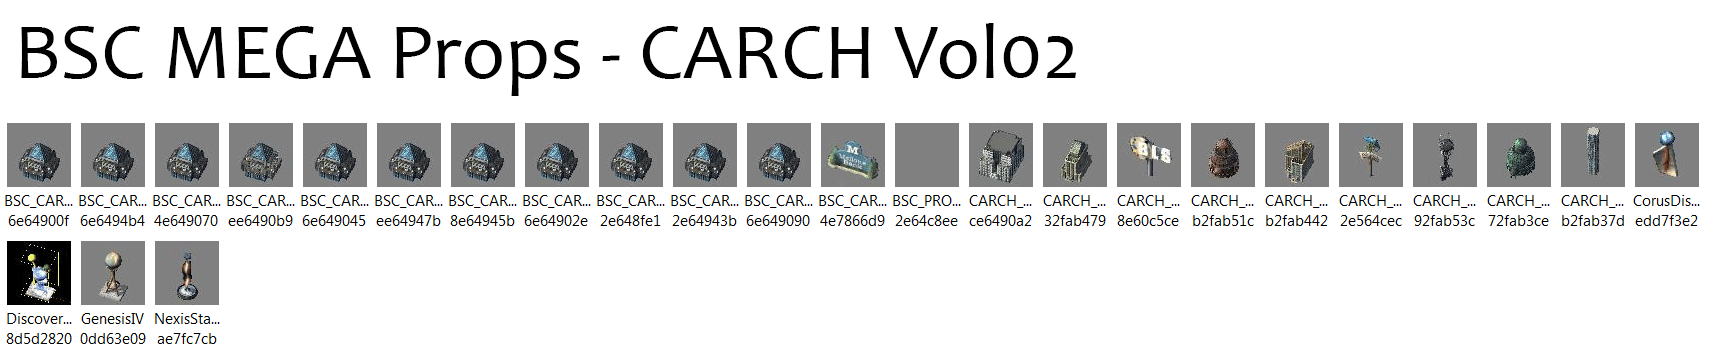 BSC MEGA Props - CARCH Vol02
BSC_CAR... BSC_CAR... BSC_CAR... BSC_CAR... BSC_CAR... BSC_CAR... BSC_CAR... BSC_CAR... BSC_CAR... BSC_CAR... BSC_CAR... BSC_CAR... BSC_PRO... CARCH_... CARCH_... CARCH_... CARCH_... CARCH_... CARCH_... CARCH_... CARCH_... CARCH_... CorusDis...
6e64900f 6e6494b4 4e649070 ee6490b9 6e649045 ee64947b 8e64945b 6e64902e 2e648fe1 2e64943b 6e649090 4e7866d9 2e64c8ee ce6490a2 32fab479 8e60c5ce b2fab51c b2fab442 2e564cec 92fab53c 72fab3ce b2fab37d edd7f3e2
Discover... GenesisIV NexisSta...
8d5d2820 0dd63e09 ae7fc7cb